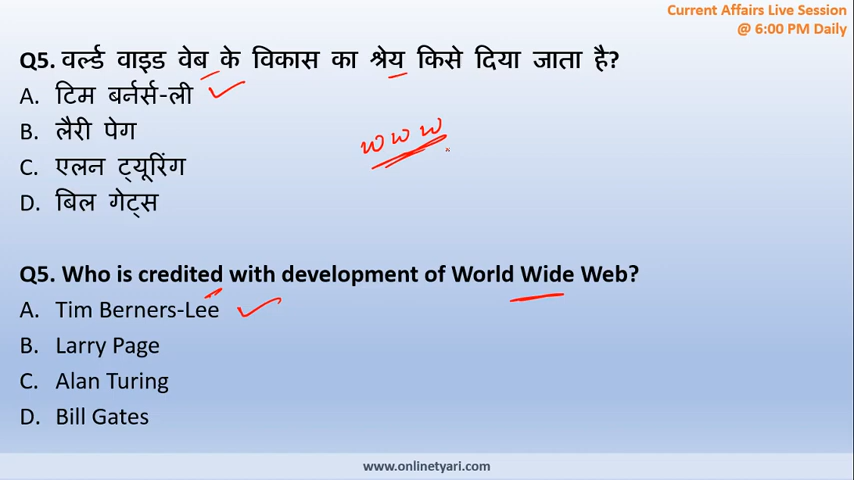 Current Affairs Live Session
@ 6:00 PM Daily
Q5. वर्ल्ड वाइड वेब के विकास का श्रेय किसे दिया जाता है?
A. टिम बर्नर्स-ली
B. लैरी पेग
www
C. एलन ट्यूरिंग
D. बिल गेट्स
Q5. Who is credited with development of World Wide Web?
A. Tim Berners-Lee
B. Larry Page
C. Alan Turing
D. Bill Gates
www.onlinetyari.com